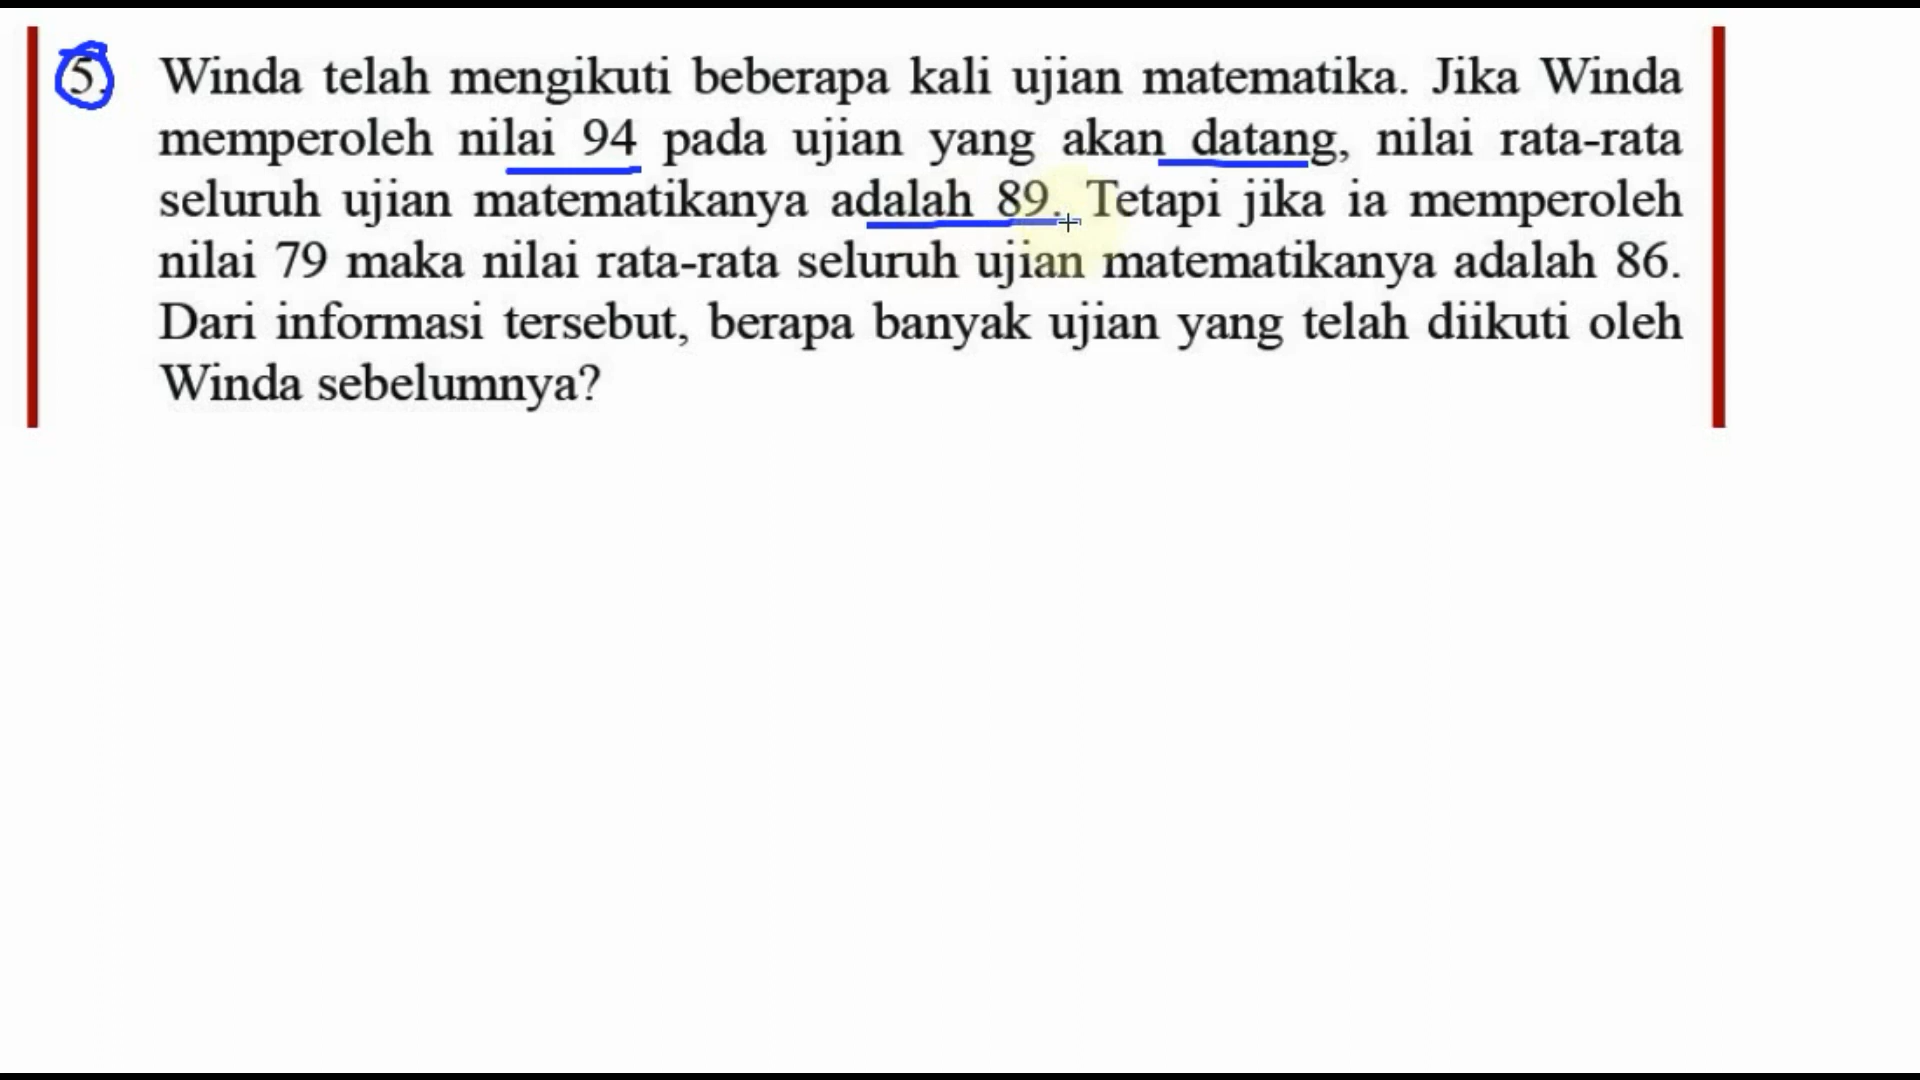 5. Winda telah mengikuti beberapa kali ujian matematika. Jika Winda
memperoleh nilai 94 pada ujian yang akan datang, nilai rata-rata
seluruh ujian matematikanya adalah 89. Tetapi jika ia memperoleh
nilai 79 maka nilai rata-rata seluruh ujian matematikanya adalah 86.
Dari informasi tersebut, berapa banyak ujian yang telah diikuti oleh
Winda sebelumnya?